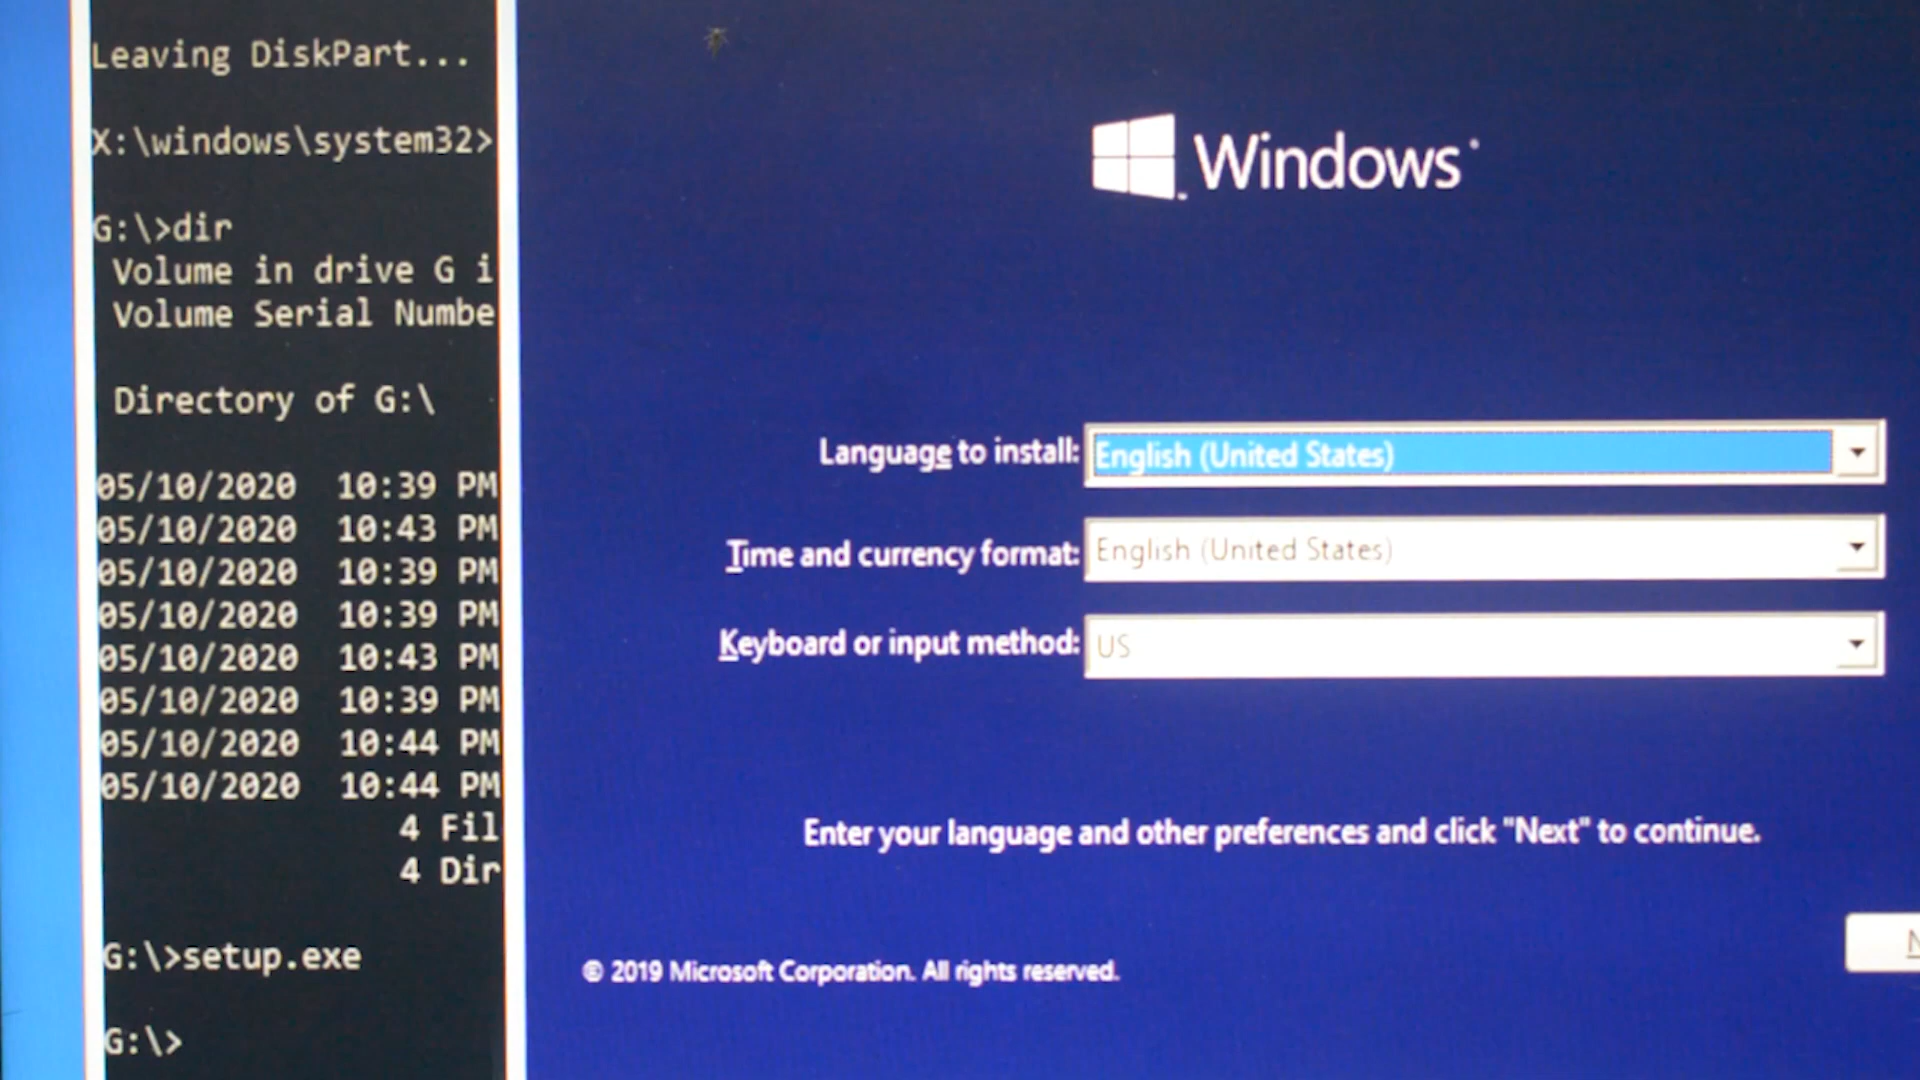 Leaving DiskPart...
X:\windows\system32>
G:\>dir
Volume in drive G i
Volume Serial Numbe
Directory of G:\
05/10/2020 10:39 PM
05/10/2020 10:43 PM
05/10/2020 10:39 PM
05/10/2020 10:39 PM
05/10/2020 10:43 PM
05/10/2020 10:39 PM
05/10/2020 10:44 PM
05/10/2020 10:44 PM
4 Fil
4 Dir
G:\>setup.exe
G:\>
Windows
Language to install: English (United States)
Time and currency format: English (United States)
Keyboard or input method: US
Enter your language and other preferences and click "Next" to continue.
N
© 2019 Microsoft Corporation. All rights reserved.